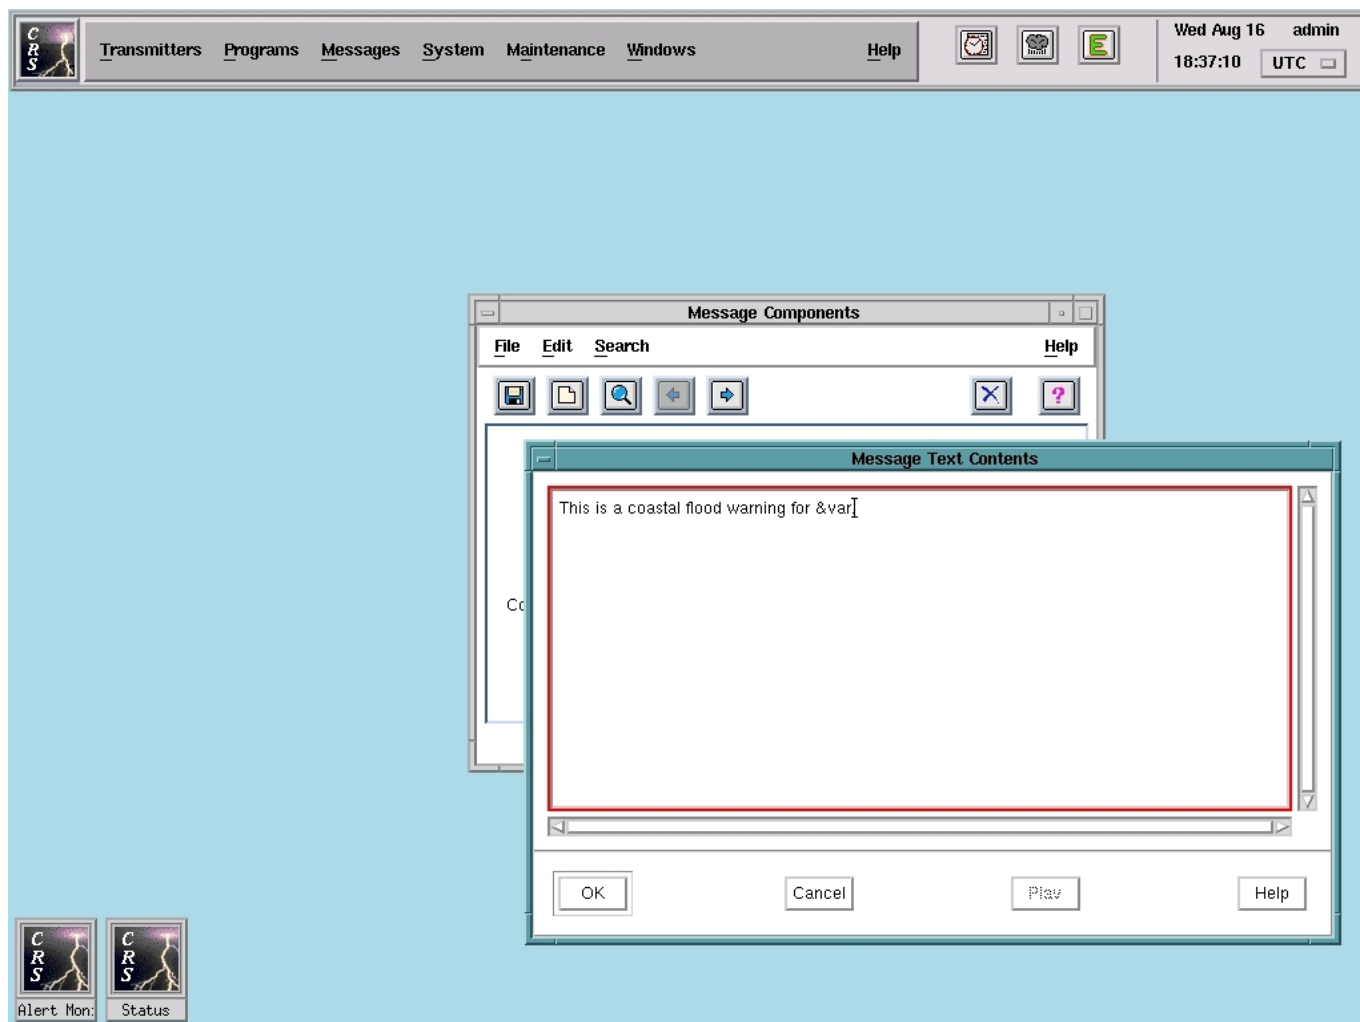 CRS
Transmitters Programs Messages System Maintenance Windows Help
E
Wed Aug 16 admin
18:37:10 UTC
Message Components
File Edit Search Help
?
Message Text Contents
This is a coastal flood warning for &var
Co
OK Cancel Play Help
CRS
Alert Mon:
CRS
Status